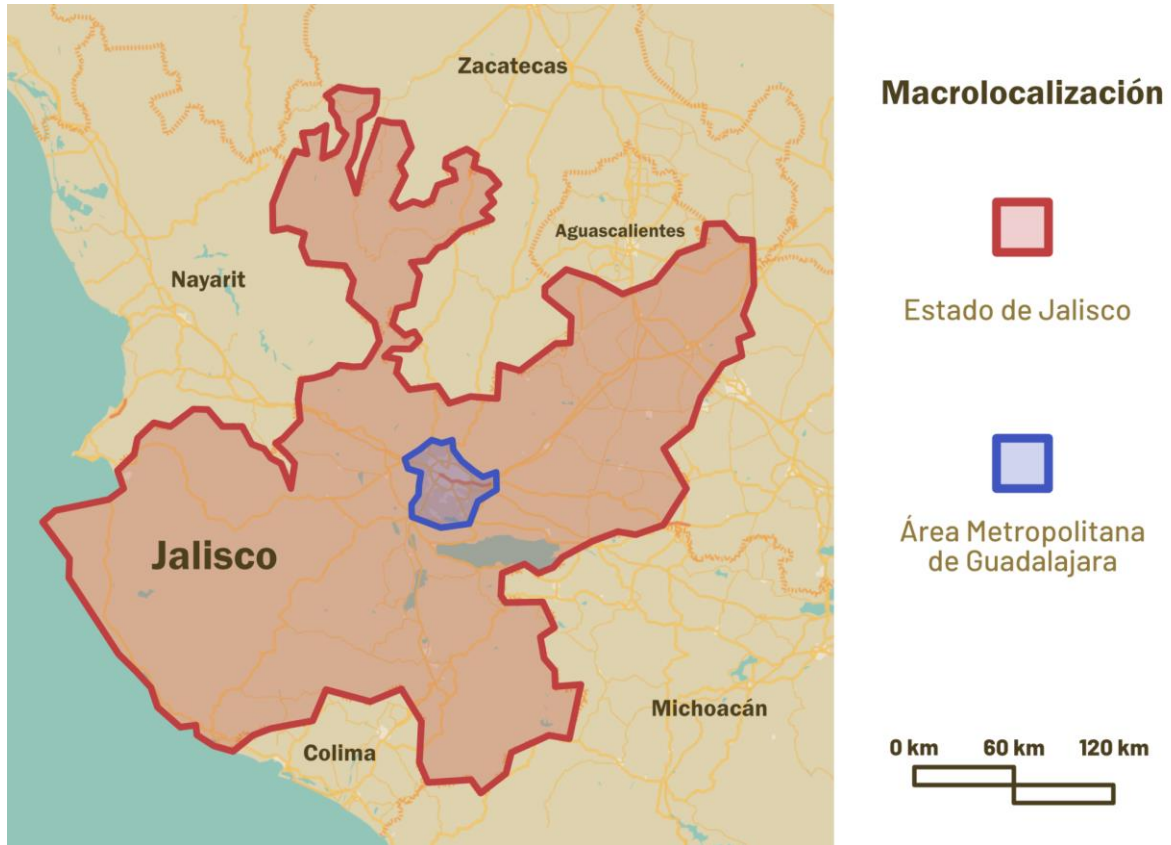 Zacatecas
Aguascalientes
Nayarit
Jalisco
Michoacán
Colima
Macrolocalización
Estado de Jalisco
Área Metropolitana
de Guadalajara
0 km 60 km 120 km